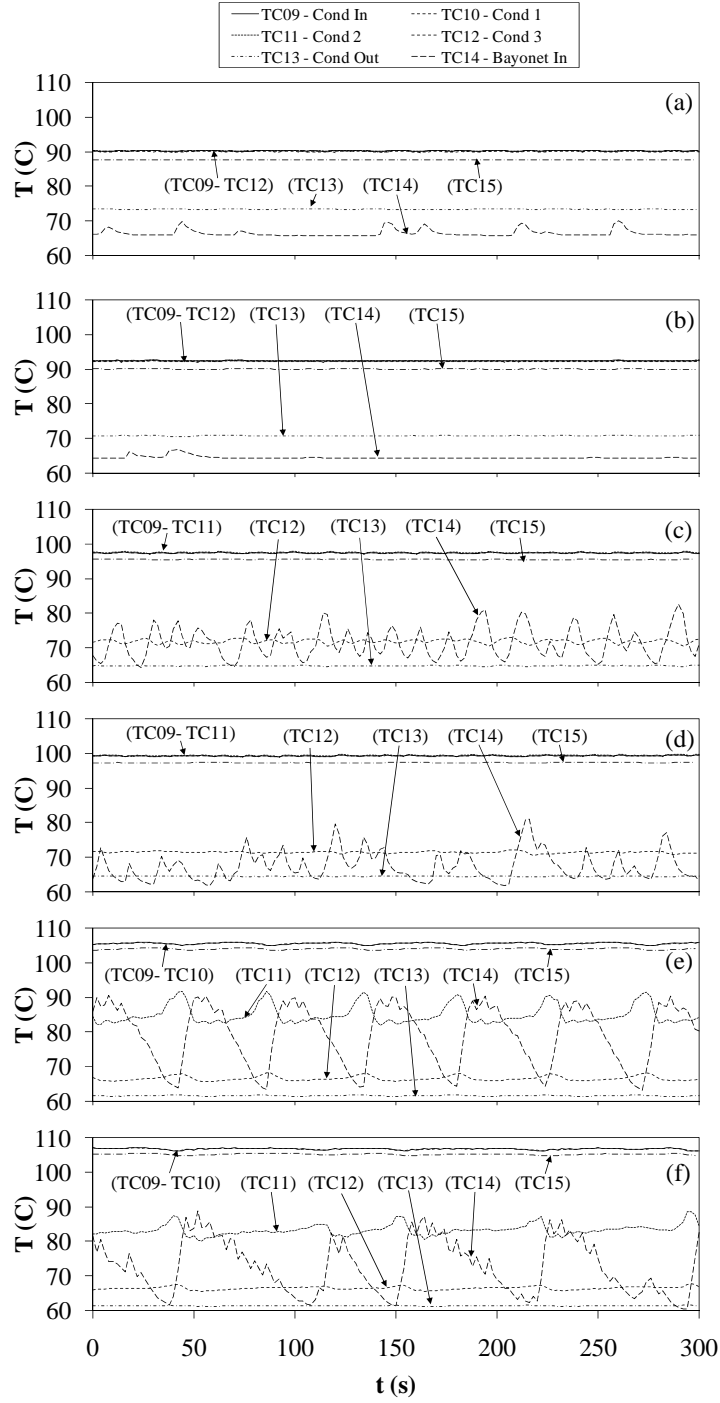 TC09 - Cond In TC10 - Cond 1
TC11 - Cond 2 TC12 - Cond 3
TC13 - Cond Out TC14 - Bayonet In
110
100
90
80
70
60
T (C)
(a)
(TC09- TC12) (TC13) (TC14) (TC15)
110
100
90
80
70
60
T (C)
(b)
(TC09- TC12) (TC13) (TC14) (TC15)
110
100
90
80
70
60
T (C)
(c)
(TC09- TC11) (TC12) (TC13) (TC14) (TC15)
110
100
90
80
70
60
T (C)
(d)
(TC09- TC11) (TC12) (TC13) (TC14) (TC15)
110
100
90
80
70
60
T (C)
(e)
(TC09- TC10) (TC11) (TC12) (TC13) (TC14) (TC15)
110
100
90
80
70
60
T (C)
(f)
(TC09- TC10) (TC11) (TC12) (TC13) (TC14) (TC15)
0 50 100 150 200 250 300
t (s)